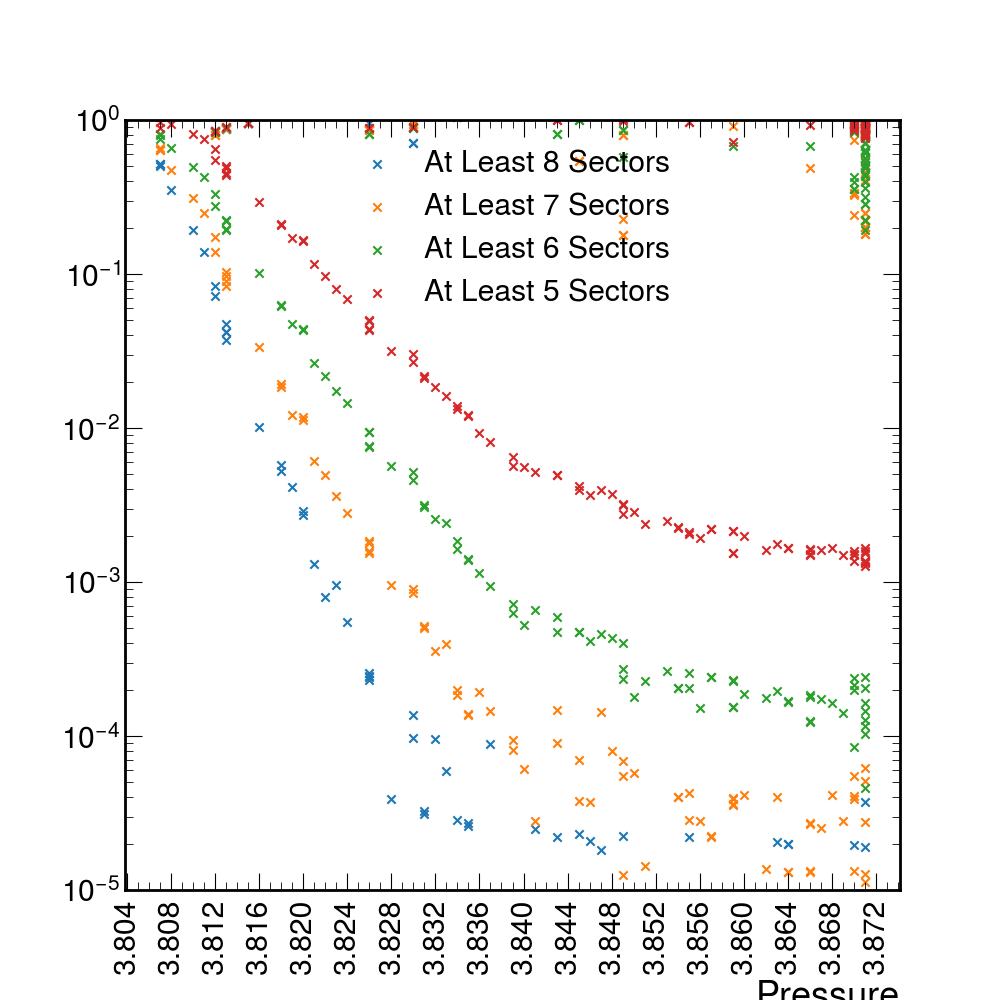 10⁰
At Least 8 Sectors
At Least 7 Sectors
At Least 6 Sectors
At Least 5 Sectors
10⁻¹
10⁻²
10⁻³
10⁻⁴
10⁻⁵
3.804 3.808 3.812 3.816 3.820 3.824 3.828 3.832 3.836 3.840 3.844 3.848 3.852 3.856 3.860 3.864 3.868 3.872
Pressure